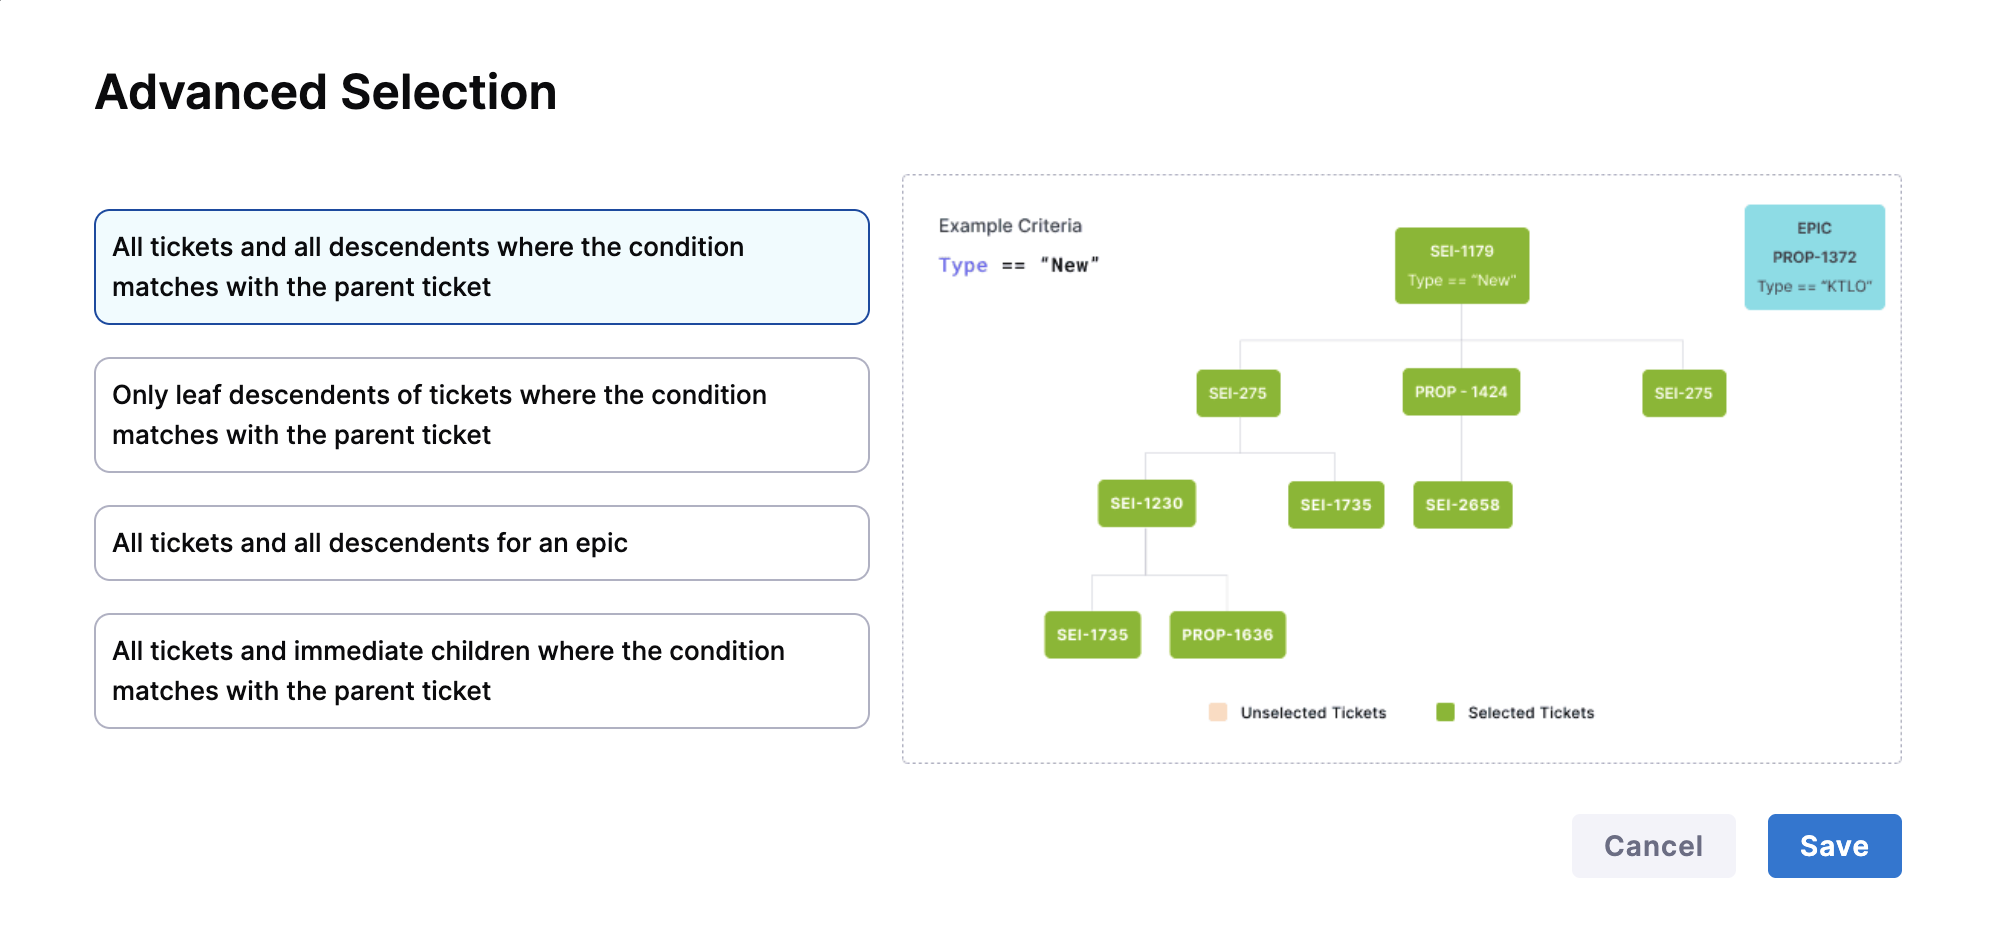 Advanced Selection
All tickets and all descendents where the condition
matches with the parent ticket
Only leaf descendents of tickets where the condition
matches with the parent ticket
All tickets and all descendents for an epic
All tickets and immediate children where the condition
matches with the parent ticket
Example Criteria
Type == “New”
SEI-1179
Type == “New”
EPIC
PROP-1372
Type == “KTLO”
SEI-275
PROP - 1424
SEI-275
SEI-1230
SEI-1735
SEI-2658
SEI-1735
PROP-1636
Unselected Tickets
Selected Tickets
Cancel
Save